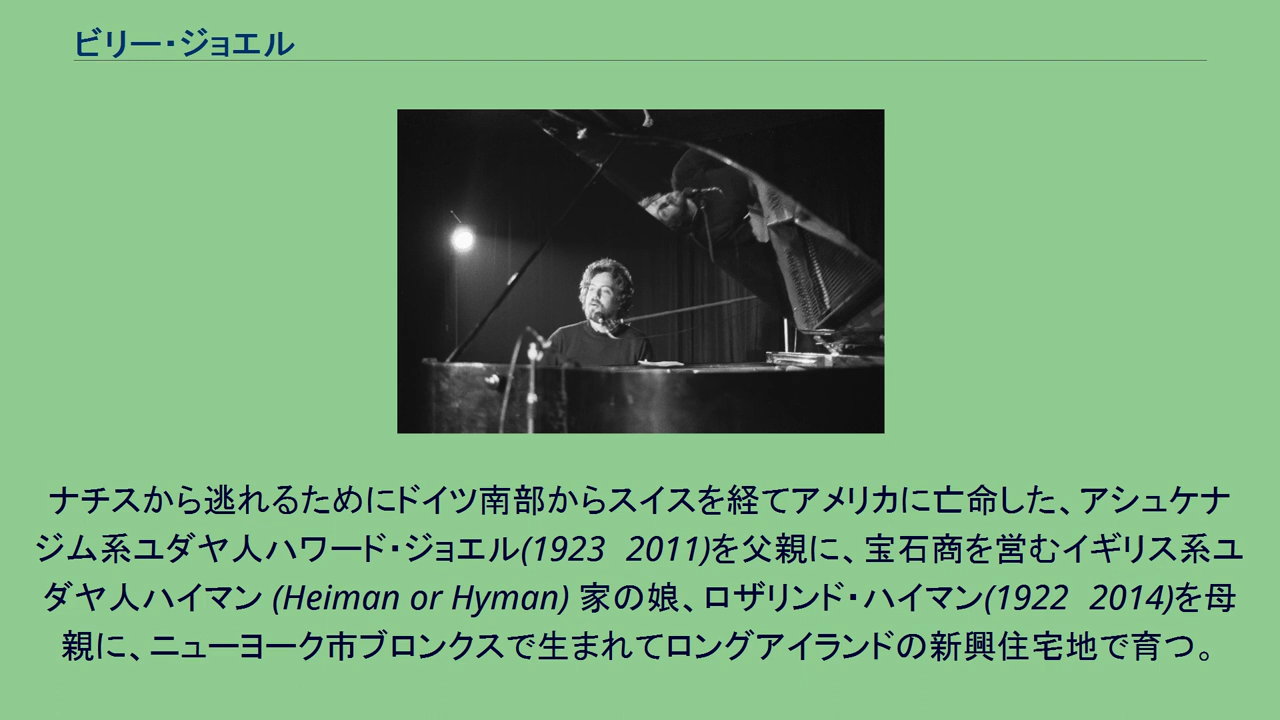 ビリー・ジョエル
ナチスから逃れるためにドイツ南部からスイスを経てアメリカに亡命した、アシュケナ
ジム系ユダヤ人ハワード・ジョエル(1923 2011)を父親に、宝石商を営むイギリス系ユ
ダヤ人ハイマン (Heiman or Hyman) 家の娘、ロザリンド・ハイマン(1922 2014)を母
親に、ニューヨーク市ブロンクスで生まれてロングアイランドの新興住宅地で育つ。